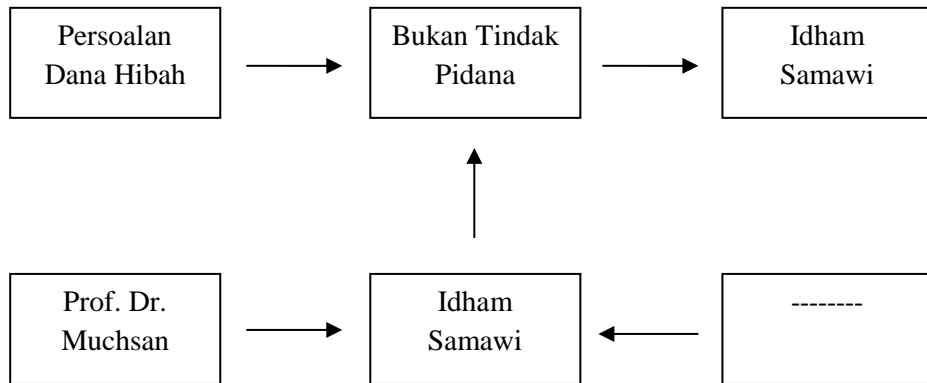 Persoalan
Dana Hibah
Bukan Tindak
Pidana
Idham
Samawi
Prof. Dr.
Muchsan
Idham
Samawi
--------